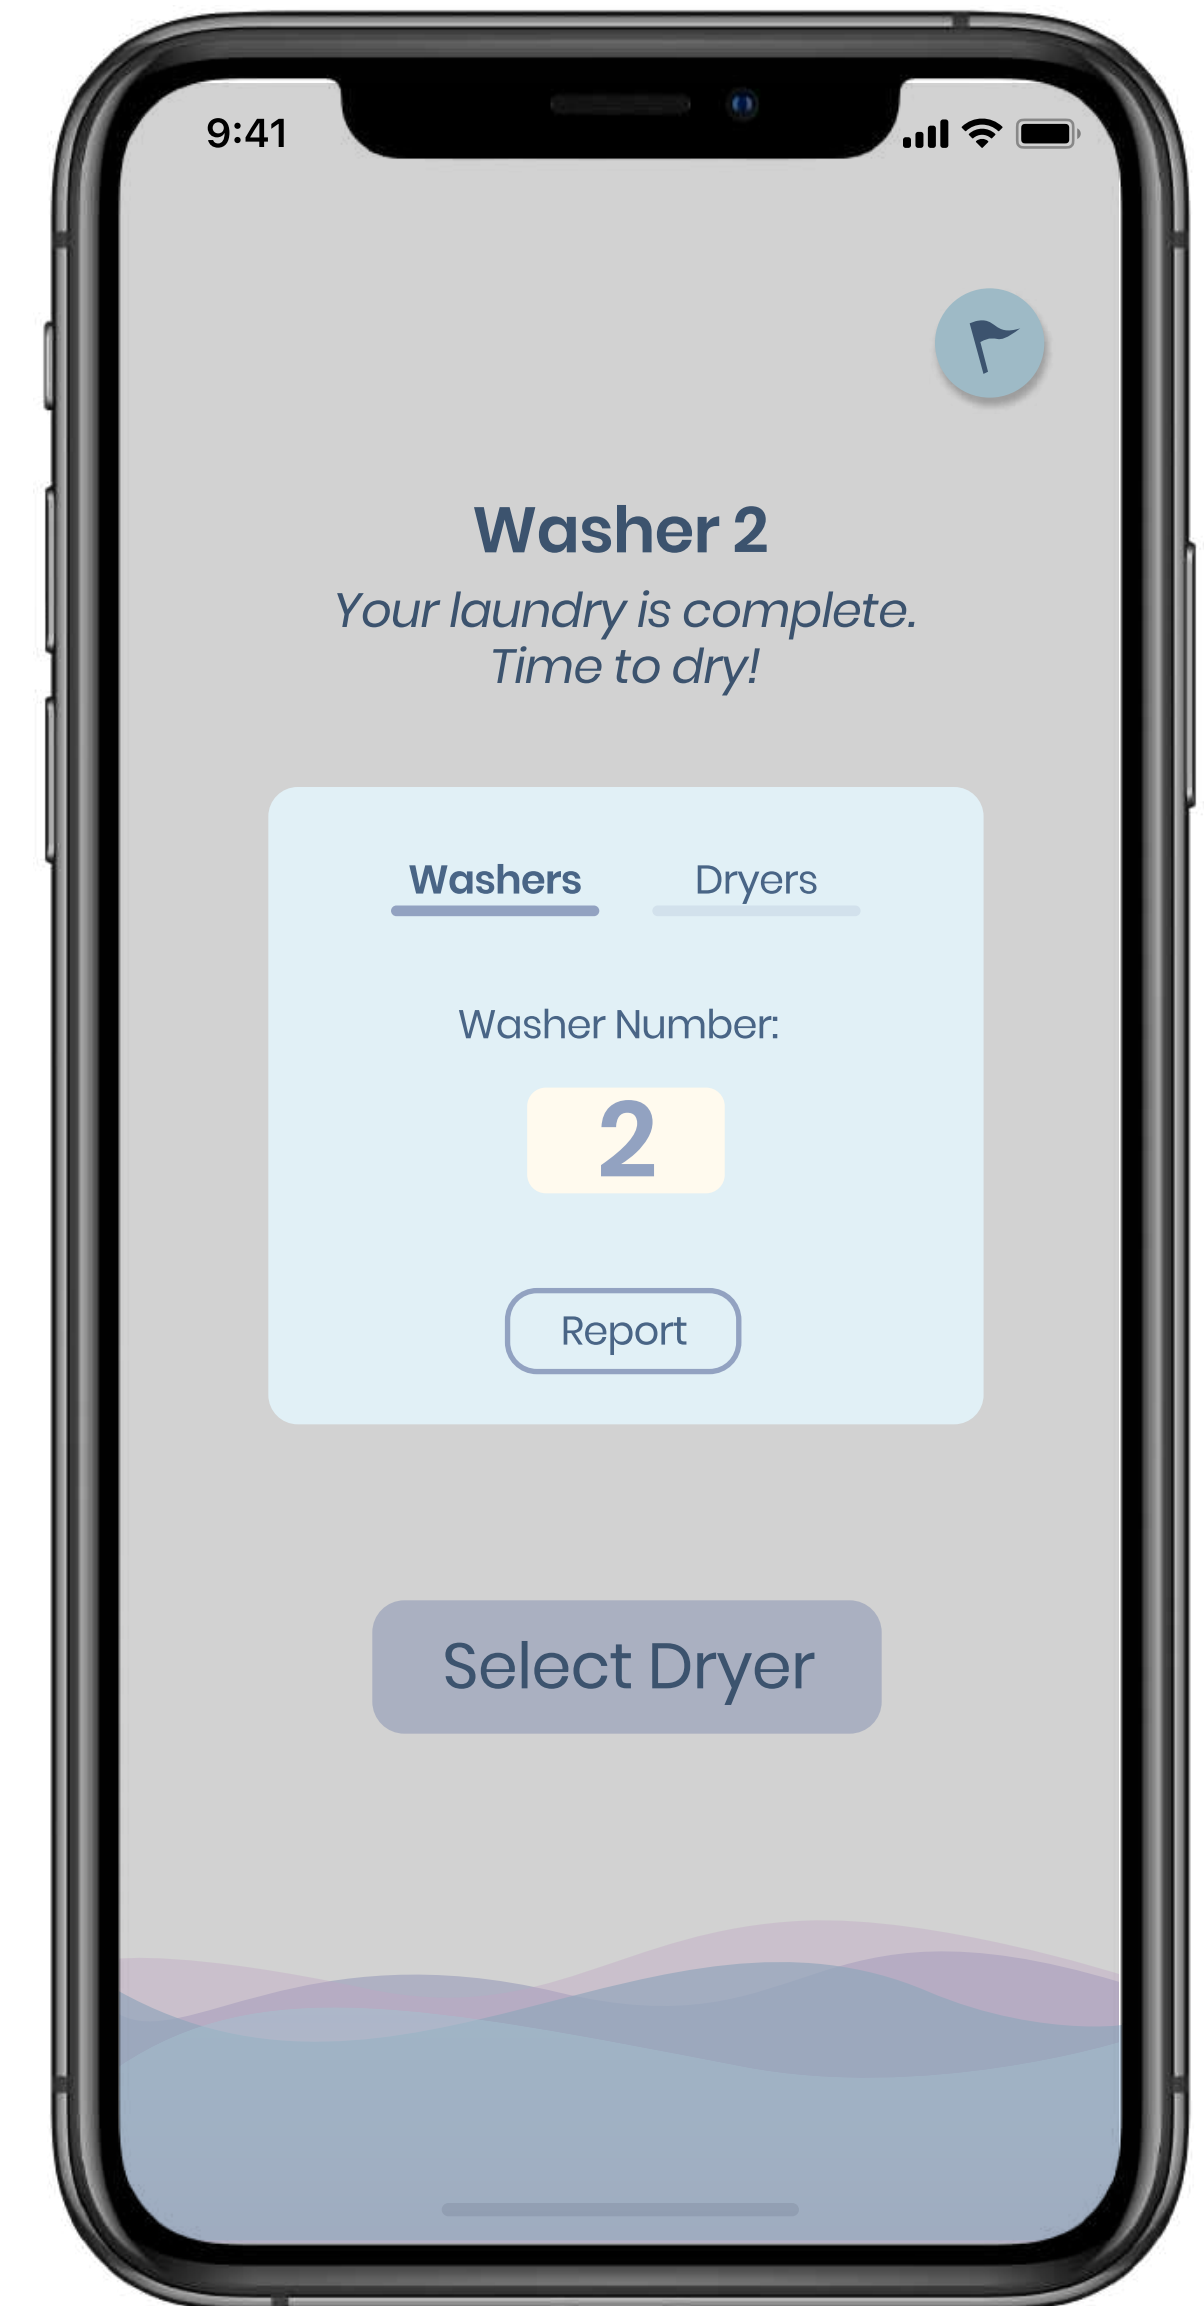 9:41
Washer 2
Your laundry is complete.
Time to dry!
Washers Dryers
Washer Number:
2
Report
Select Dryer